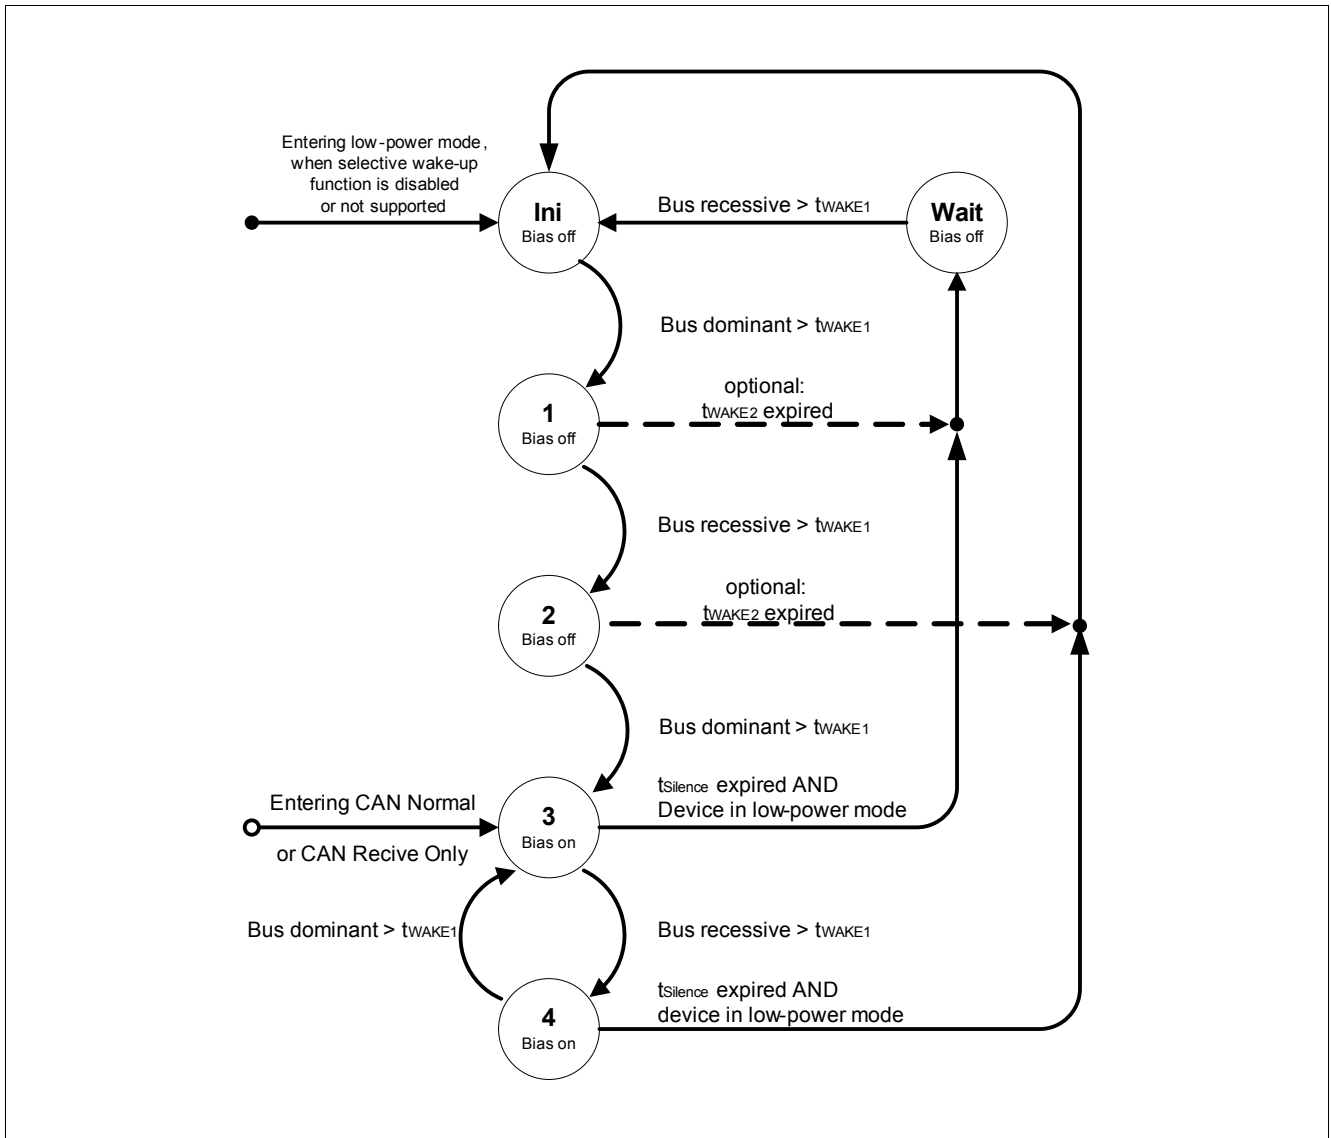 Entering low-power mode,
when selective wake-up
function is disabled
or not supported
Ini
Bias off
Bus recessive > tWAKE1
Wait
Bias off
Bus dominant > tWAKE1
1
Bias off
optional:
tWAKE2 expired
Bus recessive > tWAKE1
2
Bias off
optional:
tWAKE2 expired
Bus dominant > tWAKE1
Entering CAN Normal
or CAN Recive Only
3
Bias on
tSilence expired AND
Device in low-power mode
Bus dominant > tWAKE1
Bus recessive > tWAKE1
4
Bias on
tSilence expired AND
device in low-power mode